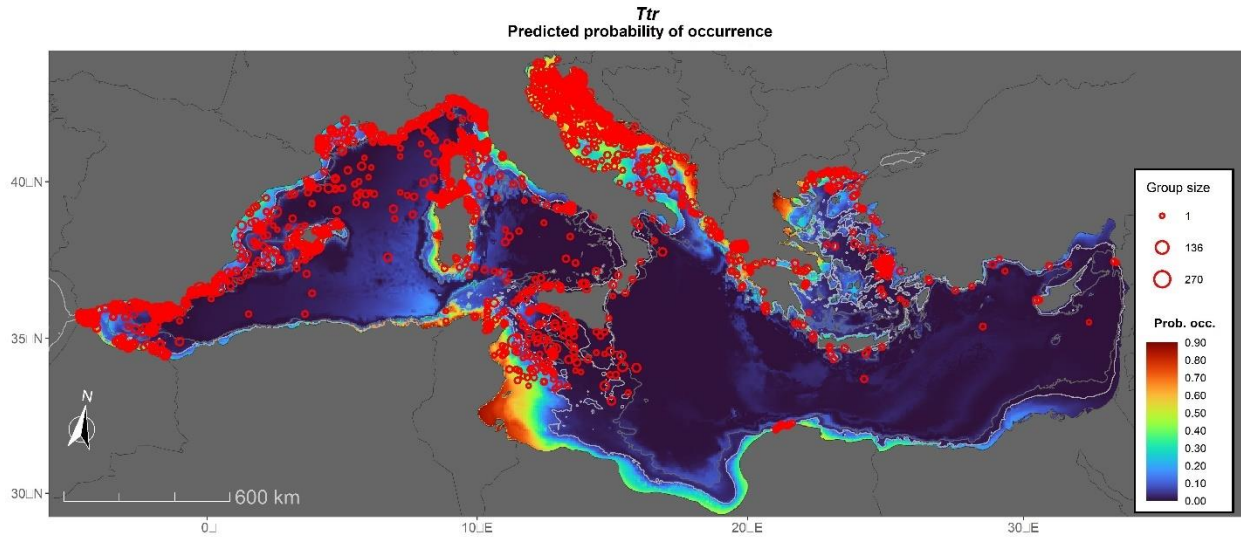 Ttr
Predicted probability of occurrence
40□N
35□N
30□N
N
600 km
0□
10□E
20□E
30□E
Group size
1
136
270
Prob. occ.
0.90
0.80
0.70
0.60
0.50
0.40
0.30
0.20
0.10
0.00